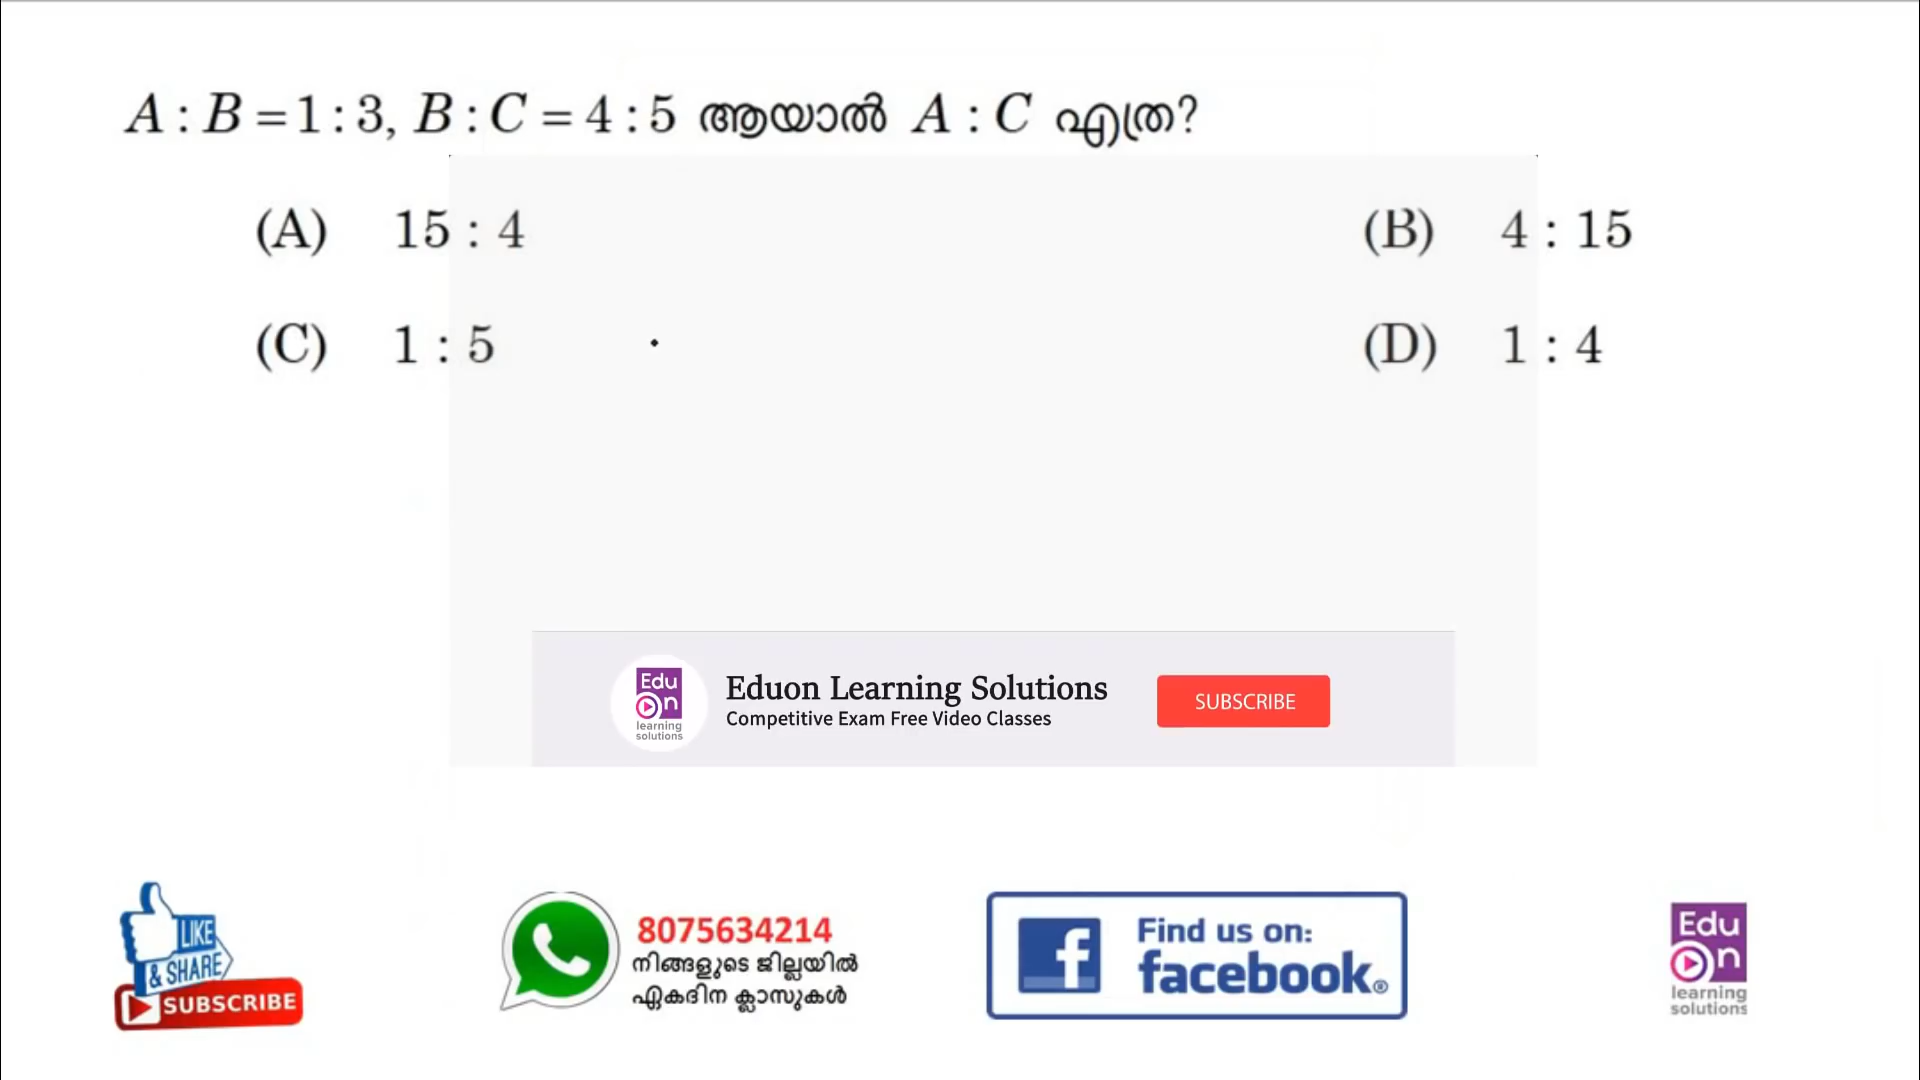 A : B = 1 : 3, B : C = 4 : 5 ആയാൽ A : C എത്ര?
(A) 15 : 4
(B) 4 : 15
(C) 1 : 5
(D) 1 : 4
Edu
On
learning
solutions
Eduon Learning Solutions
Competitive Exam Free Video Classes
SUBSCRIBE
LIKE
& SHARE
SUBSCRIBE
8075634214
നിങ്ങളുടെ ജില്ലയിൽ
ഏകദിന ക്ലാസുകൾ
Find us on:
facebook®
Edu
On
learning
solutions